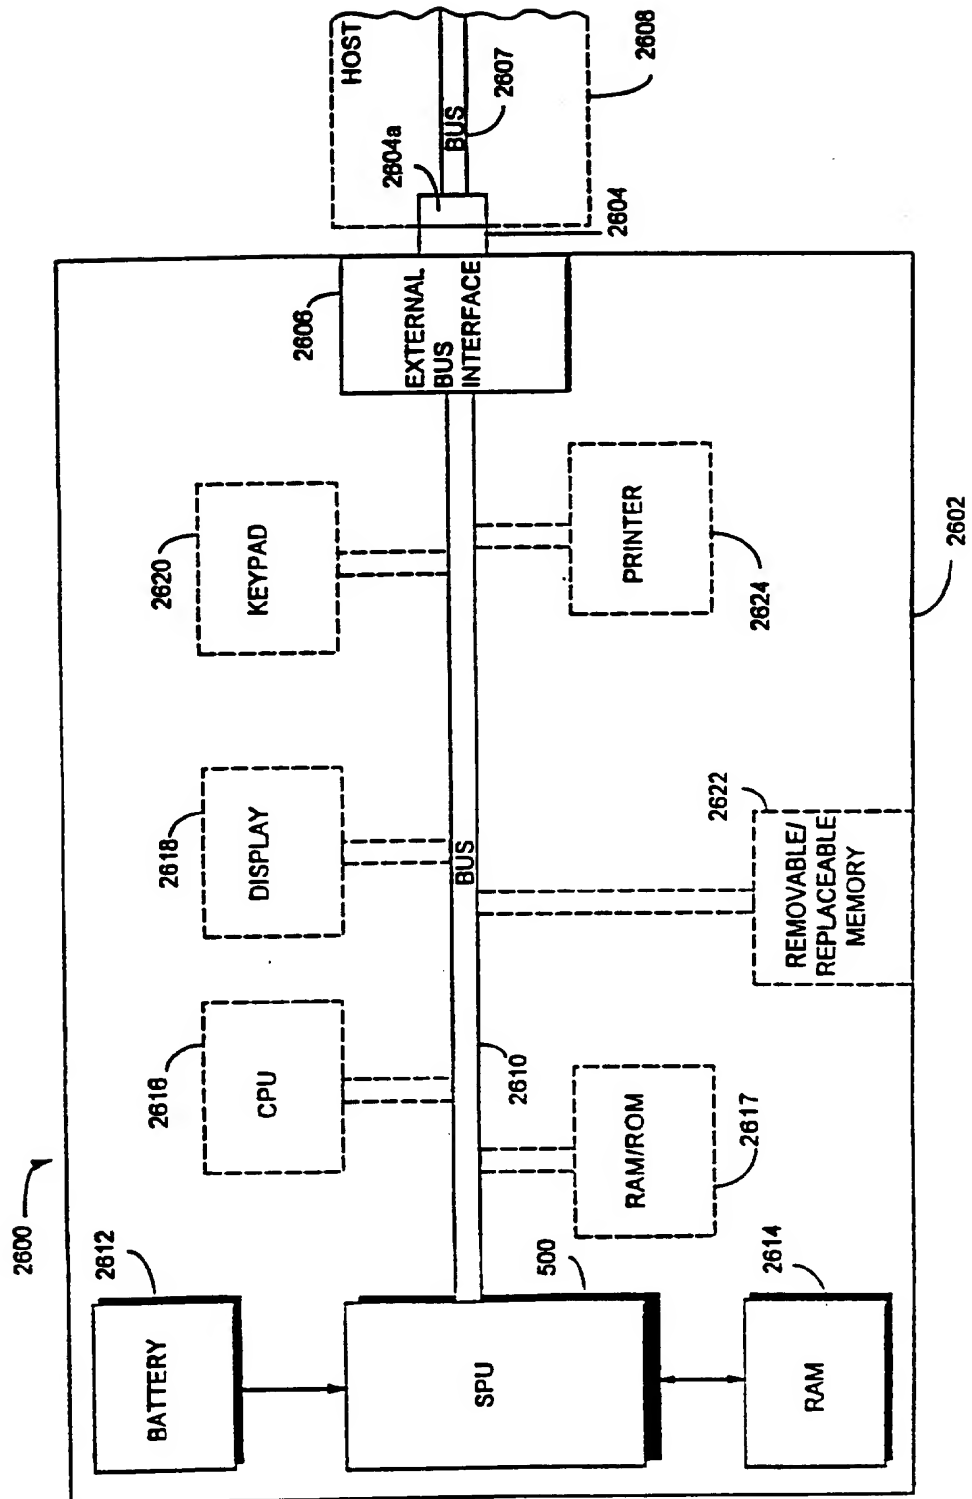 2600
BATTERY
2612
SPU
500
RAM
2614
CPU
2616
RAM/ROM
2617
2610
BUS
DISPLAY
2618
REMOVABLE/
REPLACEABLE
MEMORY
2622
KEYPAD
2620
PRINTER
2624
2602
EXTERNAL
BUS
INTERFACE
2606
2604
2604a
BUS
2607
HOST
2608